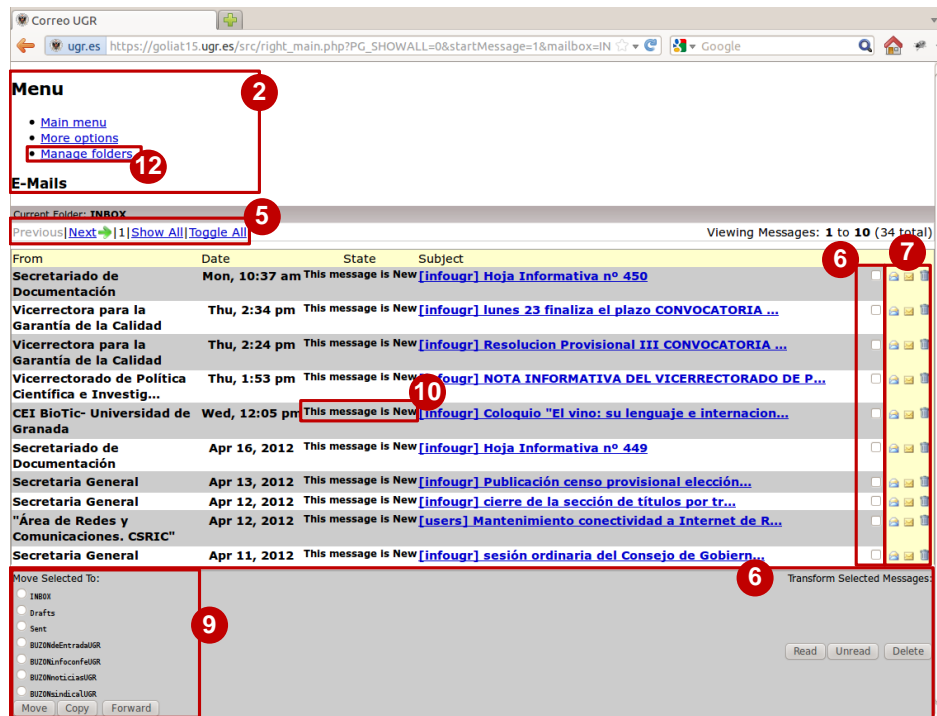 Correo UGR
ugr.es https://goliat15.ugr.es/src/right_main.php?PG_SHOWALL=0&startMessage=1&mailbox=IN Google
Menu
2
Main menu
More options
Manage folders
12
E-Mails
Current Folder: INBOX
5
Previous|Next|1|Show All|Toggle All Viewing Messages: 1 to 10 (34 total)
6 7
From Date State Subject
Secretariado de Documentación Mon, 10:37 am This message is New [infougr] Hoja Informativa nº 450
Vicerrectora para la Garantía de la Calidad Thu, 2:34 pm This message is New [infougr] lunes 23 finaliza el plazo CONVOCATORIA ...
Vicerrectora para la Garantía de la Calidad Thu, 2:24 pm This message is New [infougr] Resolucion Provisional III CONVOCATORIA ...
Vicerrectorado de Política Científica e Investig... Thu, 1:53 pm This message is New [infougr] NOTA INFORMATIVA DEL VICERRECTORADO DE P...
10
CEI BioTic- Universidad de Granada Wed, 12:05 pm This message is New [infougr] Coloquio "El vino: su lenguaje e internacion...
Secretariado de Documentación Apr 16, 2012 This message is New [infougr] Hoja Informativa nº 449
Secretaria General Apr 13, 2012 This message is New [infougr] Publicación censo provisional elección...
Secretaria General Apr 12, 2012 This message is New [infougr] cierre de la sección de títulos por tr...
"Área de Redes y Comunicaciones. CSRIC" Apr 12, 2012 This message is New [users] Mantenimiento conectividad a Internet de R...
Secretaria General Apr 11, 2012 This message is New [infougr] sesión ordinaria del Consejo de Gobiern...
Move Selected To: 6 Transform Selected Messages:
INBOX
Drafts
Sent
9
BUZONdeEntradaUGR
Read Unread Delete
BUZONinfoconfeUGR
BUZONnoticiasUGR
BUZONsindicalUGR
Move Copy Forward